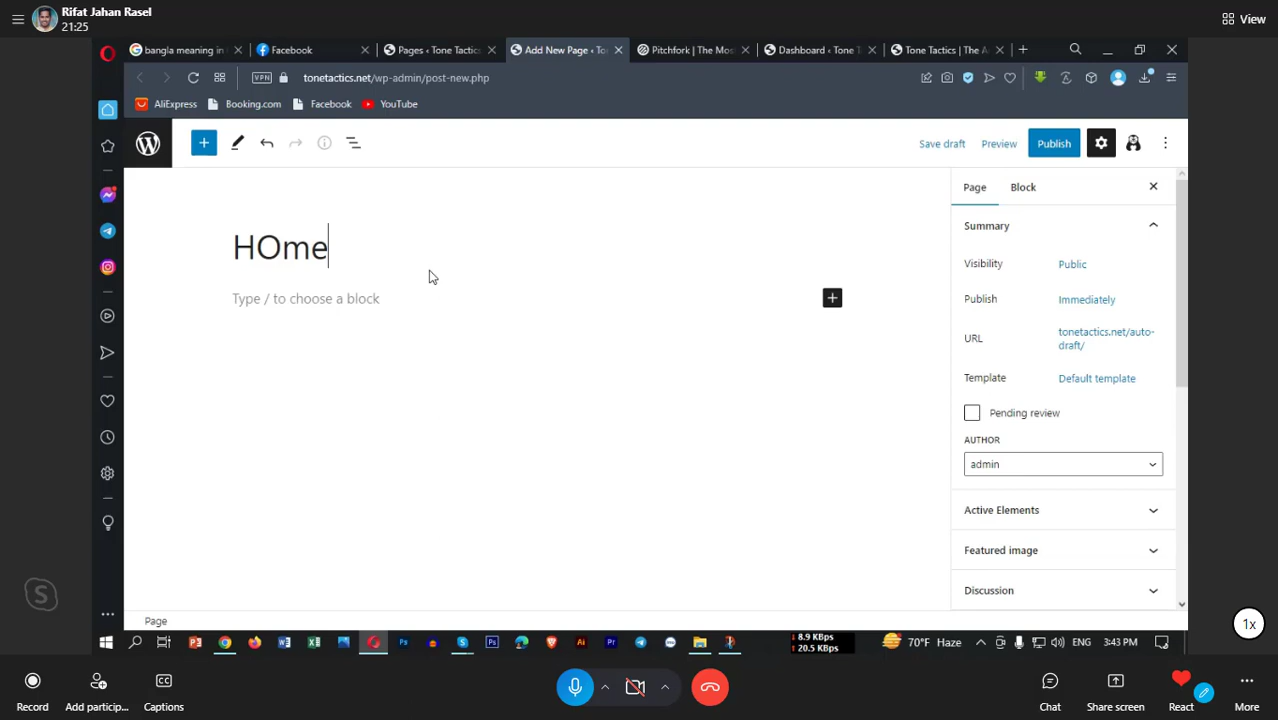 Rifat Jahan Rasel
21:25
View
bangla meaning in
Facebook
Pages ‹ Tone Tactics
Add New Page ‹ To
Pitchfork | The Mos
Dashboard ‹ Tone T
Tone Tactics | The A
VPN
tonetactics.net/wp-admin/post-new.php
AliExpress
Booking.com
Facebook
YouTube
Save draft
Preview
Publish
Page
Block
HOme
Type / to choose a block
Summary
Visibility
Public
Publish
Immediately
URL
tonetactics.net/auto-
draft/
Template
Default template
Pending review
AUTHOR
admin
Active Elements
Featured image
Discussion
Page
8.9 KBps
20.5 KBps
70°F Haze
ENG
3:43 PM
1x
Record
Add particip...
Captions
Chat
Share screen
React
More